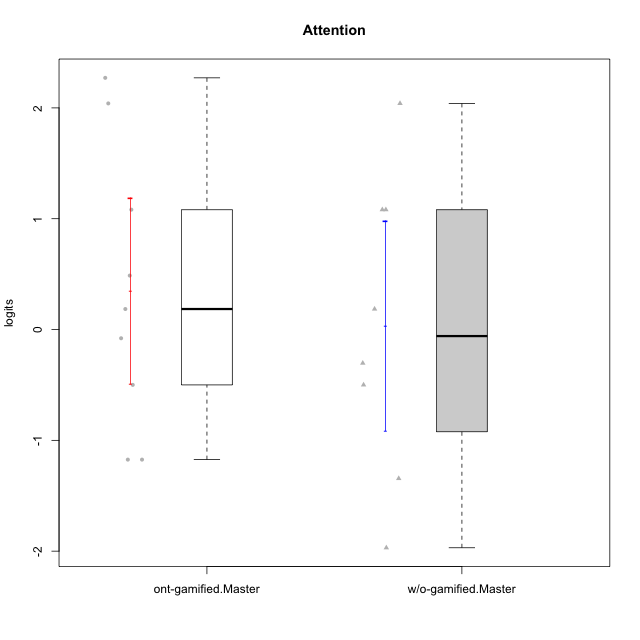 Attention
logits
2
1
0
-1
-2
ont-gamified.Master
w/o-gamified.Master